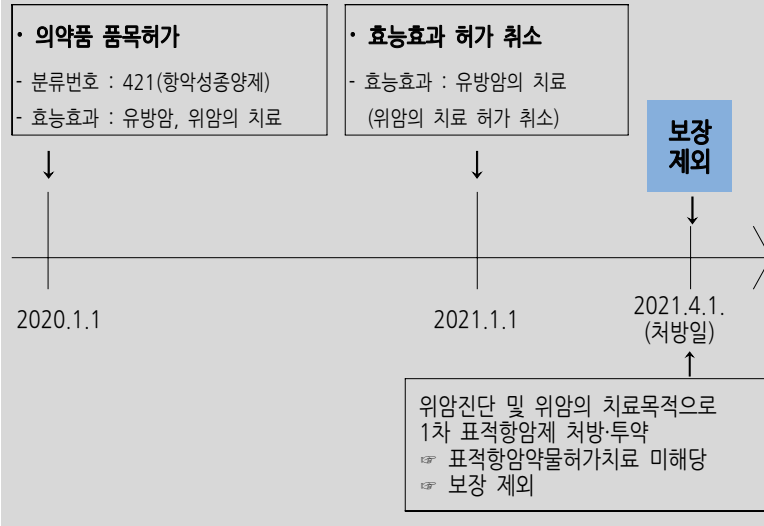 · 의약품 품목허가
- 분류번호 : 421(항악성종양제)
- 효능효과 : 유방암, 위암의 치료
· 효능효과 허가 취소
- 효능효과 : 유방암의 치료
(위암의 치료 허가 취소)
보장
제외
↓
↓
↓
2020.1.1
2021.1.1
2021.4.1.
(처방일)
↑
위암진단 및 위암의 치료목적으로
1차 표적항암제 처방·투약
☞ 표적항암약물허가치료 미해당
☞ 보장 제외